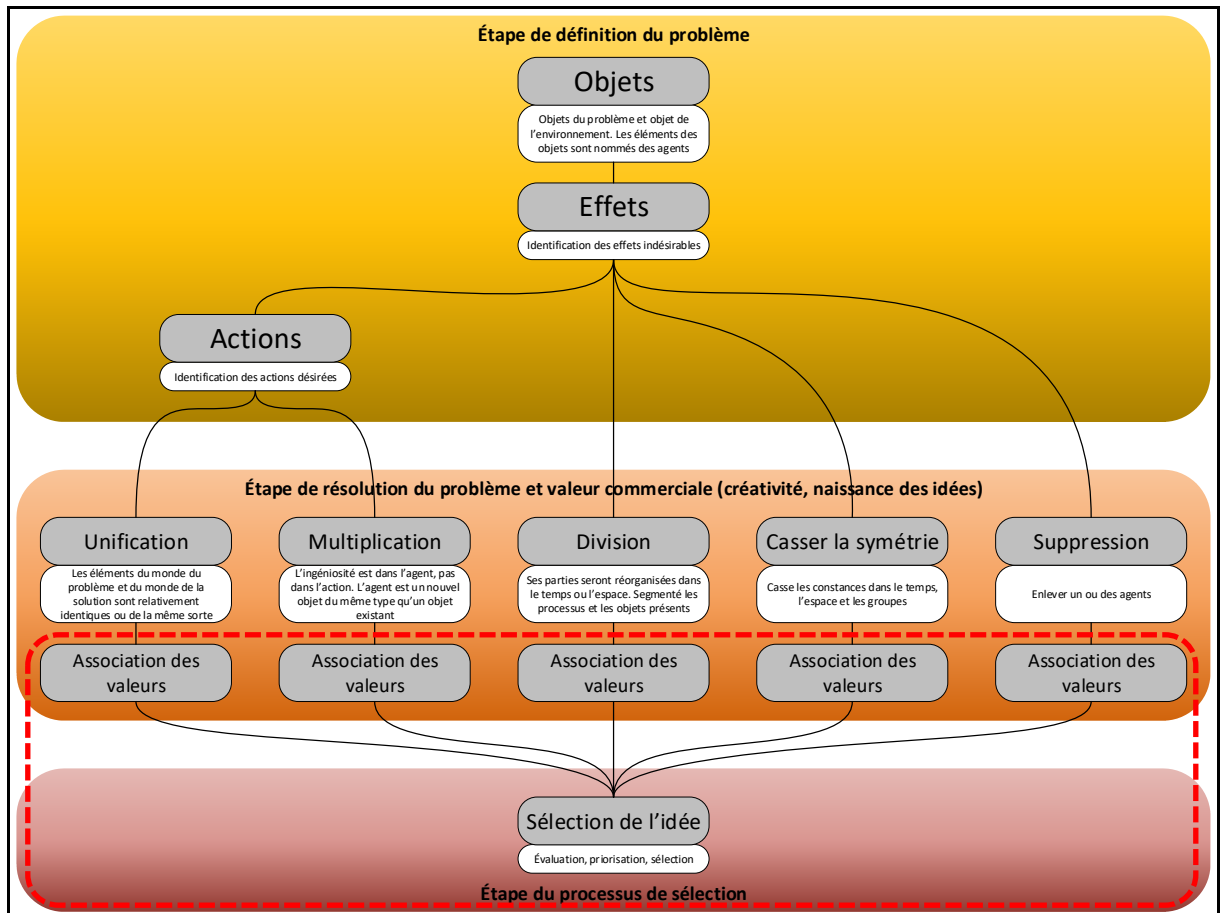 Étape de définition du problème
Objets
Objets du problème et objet de
l'environnement. Les éléments des
objets sont nommés des agents
Effets
Identification des effets indésirables
Actions
Identification des actions désirées
Étape de résolution du problème et valeur commerciale (créativité, naissance des idées)
Unification
Les éléments du monde du
problème et du monde de la
solution sont relativement
identiques ou de la même sorte
Multiplication
L'ingéniosité est dans l'agent, pas
dans l'action. L'agent est un nouvel
objet du même type qu'un objet
existant
Division
Ses parties seront réorganisées dans
le temps ou l'espace. Segmenté les
processus et les objets présents
Casser la symétrie
Casse les constances dans le temps,
l'espace et les groupes
Suppression
Enlever un ou des agents
Association des
valeurs
Association des
valeurs
Association des
valeurs
Association des
valeurs
Association des
valeurs
Sélection de l'idée
Évaluation, priorisation, sélection
Étape du processus de sélection